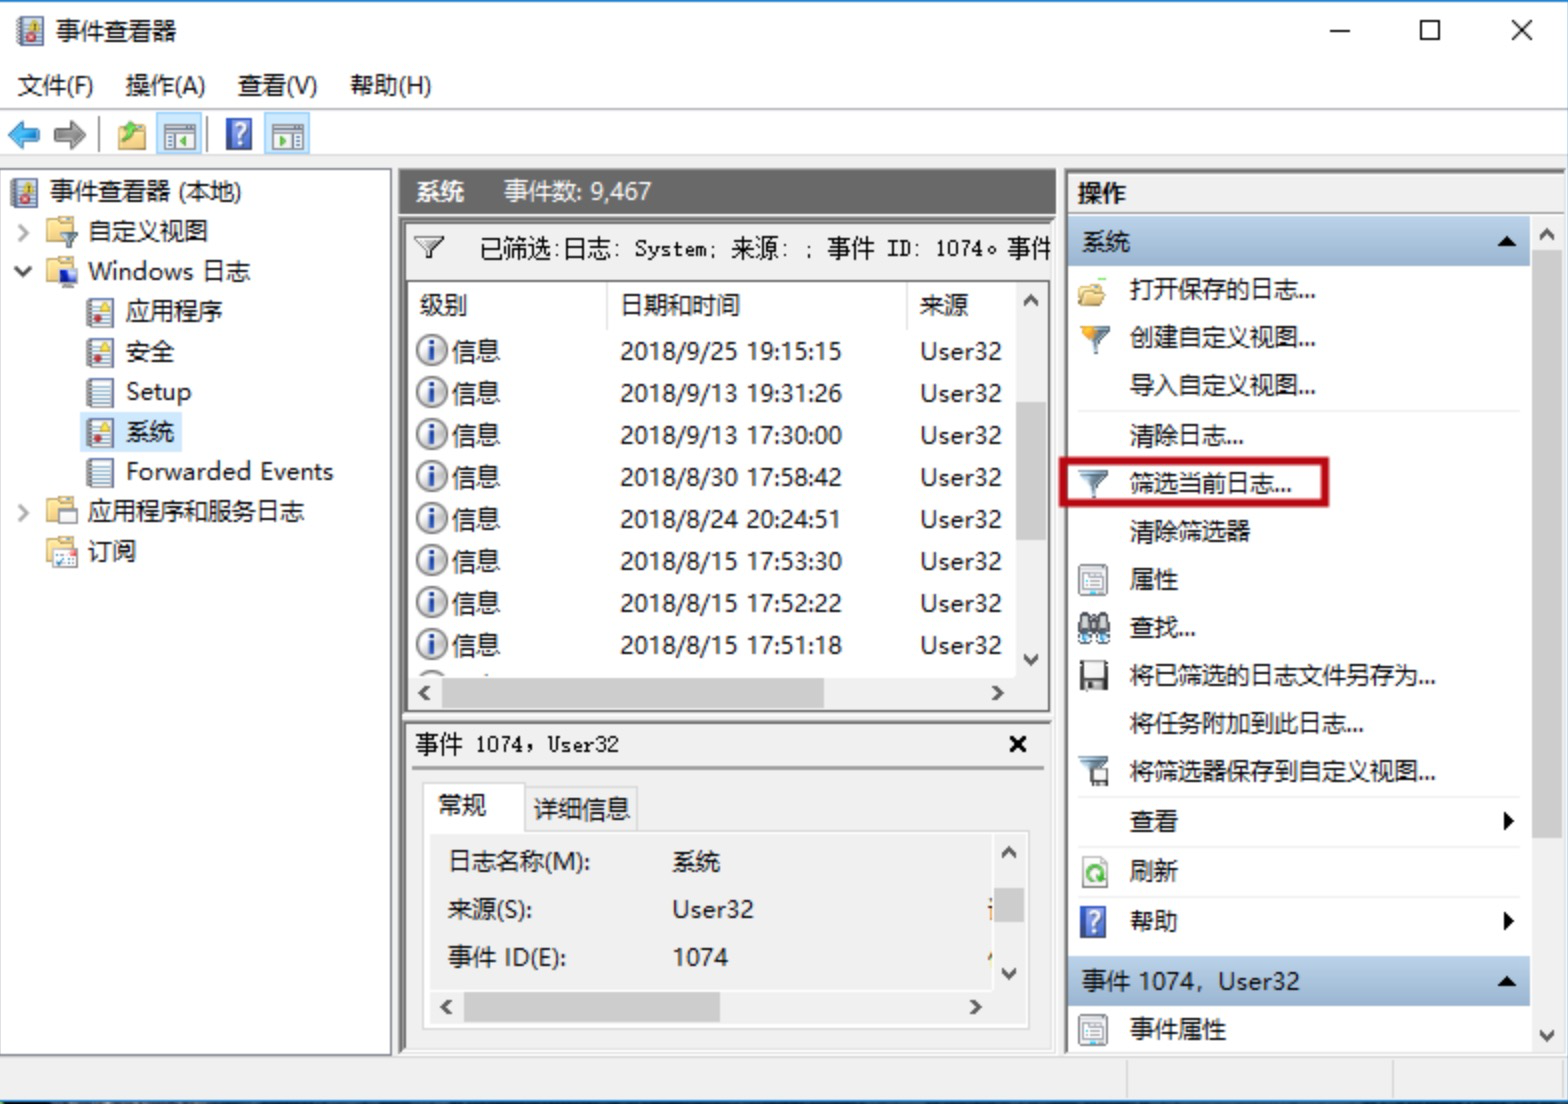 事件查看器
文件(F) 操作(A) 查看(V) 帮助(H)
事件查看器 (本地)
自定义视图
Windows 日志
应用程序
安全
Setup
系统
Forwarded Events
应用程序和服务日志
订阅
系统 事件数: 9,467
已筛选:日志: System; 来源: ; 事件 ID: 1074。事件
级别 日期和时间 来源
信息 2018/9/25 19:15:15 User32
信息 2018/9/13 19:31:26 User32
信息 2018/9/13 17:30:00 User32
信息 2018/8/30 17:58:42 User32
信息 2018/8/24 20:24:51 User32
信息 2018/8/15 17:53:30 User32
信息 2018/8/15 17:52:22 User32
信息 2018/8/15 17:51:18 User32
事件 1074，User32
常规 详细信息
日志名称(M): 系统
来源(S): User32
事件 ID(E): 1074
操作
系统
打开保存的日志...
创建自定义视图...
导入自定义视图...
清除日志...
筛选当前日志...
清除筛选器
属性
查找...
将已筛选的日志文件另存为...
将任务附加到此日志...
将筛选器保存到自定义视图...
查看
刷新
帮助
事件 1074，User32
事件属性